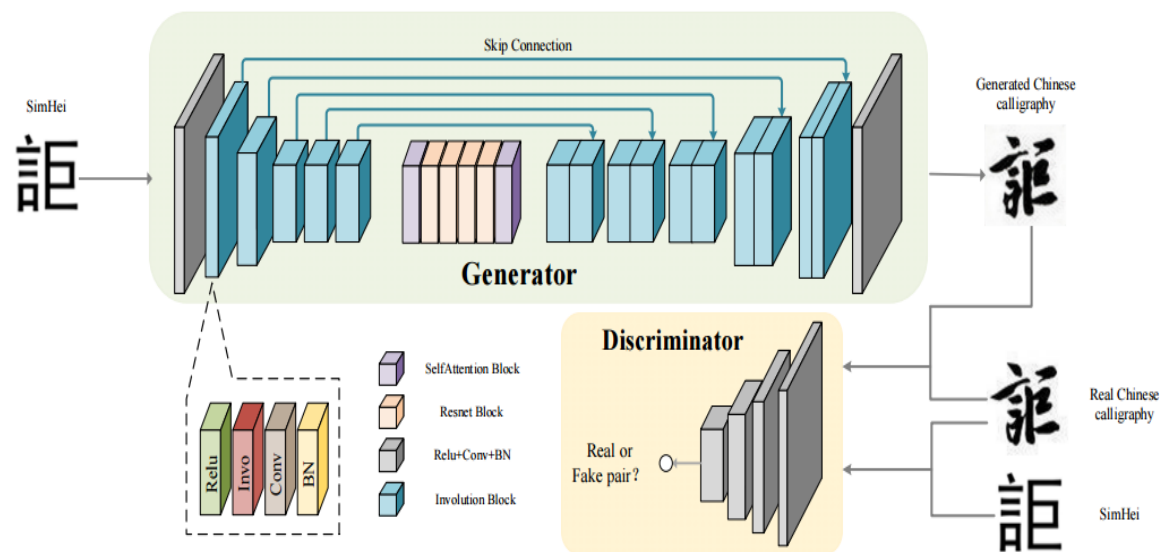 Skip Connection
SimHei
詎
Generated Chinese
calligraphy
詎
Generator
Discriminator
SelfAttention Block
Resnet Block
Relu+Conv+BN
Involution Block
Relu
Invo
Conv
BN
Real or
Fake pair?
詎
Real Chinese
calligraphy
詎
SimHei